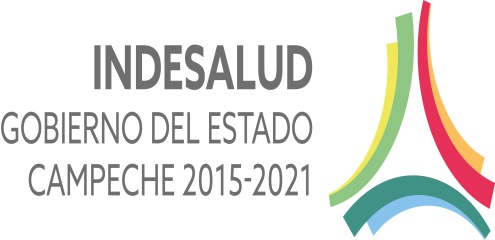 INDESALUD
GOBIERNO DEL ESTADO
CAMPECHE 2015-2021